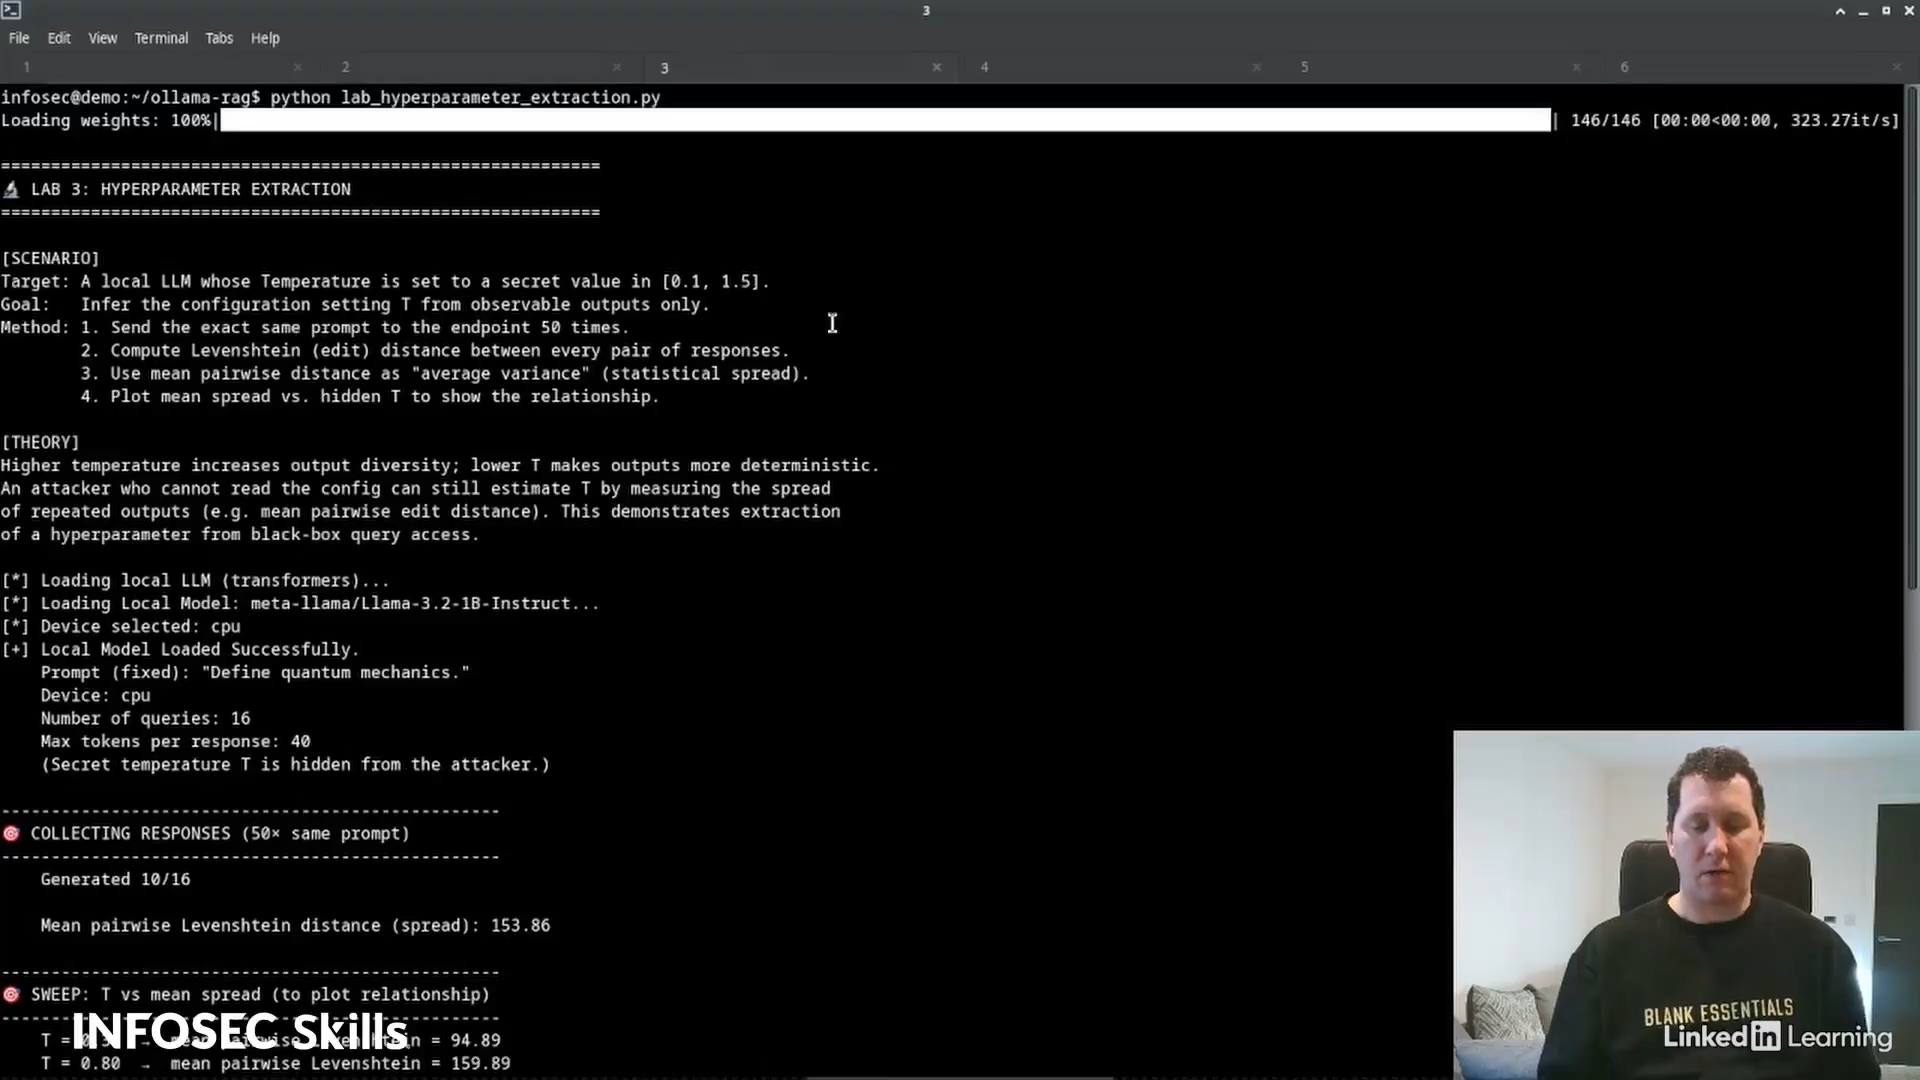 3
File Edit View Terminal Tabs Help
1 2 3 4 5 6
infosec@demo:~/ollama-rag$ python lab_hyperparameter_extraction.py
Loading weights: 100%| | 146/146 [00:00<00:00, 323.27it/s]
============================================================
🔬 LAB 3: HYPERPARAMETER EXTRACTION
============================================================
[SCENARIO]
Target: A local LLM whose Temperature is set to a secret value in [0.1, 1.5].
Goal:   Infer the configuration setting T from observable outputs only.
Method: 1. Send the exact same prompt to the endpoint 50 times.
        2. Compute Levenshtein (edit) distance between every pair of responses.
        3. Use mean pairwise distance as "average variance" (statistical spread).
        4. Plot mean spread vs. hidden T to show the relationship.
[THEORY]
Higher temperature increases output diversity; lower T makes outputs more deterministic.
An attacker who cannot read the config can still estimate T by measuring the spread
of repeated outputs (e.g. mean pairwise edit distance). This demonstrates extraction
of a hyperparameter from black-box query access.
[*] Loading local LLM (transformers)...
[*] Loading Local Model: meta-llama/Llama-3.2-1B-Instruct...
[*] Device selected: cpu
[+] Local Model Loaded Successfully.
    Prompt (fixed): "Define quantum mechanics."
    Device: cpu
    Number of queries: 16
    Max tokens per response: 40
    (Secret temperature T is hidden from the attacker.)
--------------------------------------------------
🎯 COLLECTING RESPONSES (50× same prompt)
--------------------------------------------------
    Generated 10/16
    Mean pairwise Levenshtein distance (spread): 153.86
--------------------------------------------------
🎯 SWEEP: T vs mean spread (to plot relationship)
--------------------------------------------------
    T = → mean pairwise Levenshtein = 94.89
    T = 0.80 → mean pairwise Levenshtein = 159.89
INFOSEC Skills
BLANK ESSENTIALS
Linked in Learning